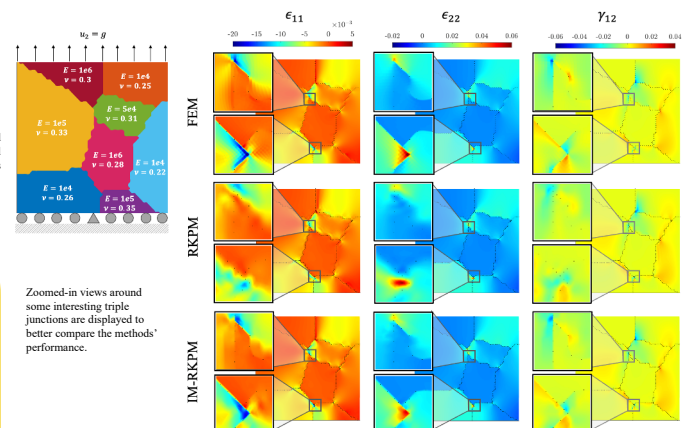 u₂ = g
E = 1e6
ν = 0.3
E = 1e4
ν = 0.25
E = 5e4
ν = 0.31
E = 1e5
ν = 0.33
E = 1e6
ν = 0.28
E = 1e4
ν = 0.22
E = 1e4
ν = 0.26
E = 1e5
ν = 0.35
Zoomed-in views around
some interesting triple
junctions are displayed to
better compare the methods'
performance.
ϵ₁₁
ϵ₂₂
γ₁₂
× 10⁻³
-20 -15 -10 -5 0 5
-0.02 0 0.02 0.04 0.06
-0.06 -0.04 -0.02 0 0.02 0.04
FEM
RKPM
IM-RKPM